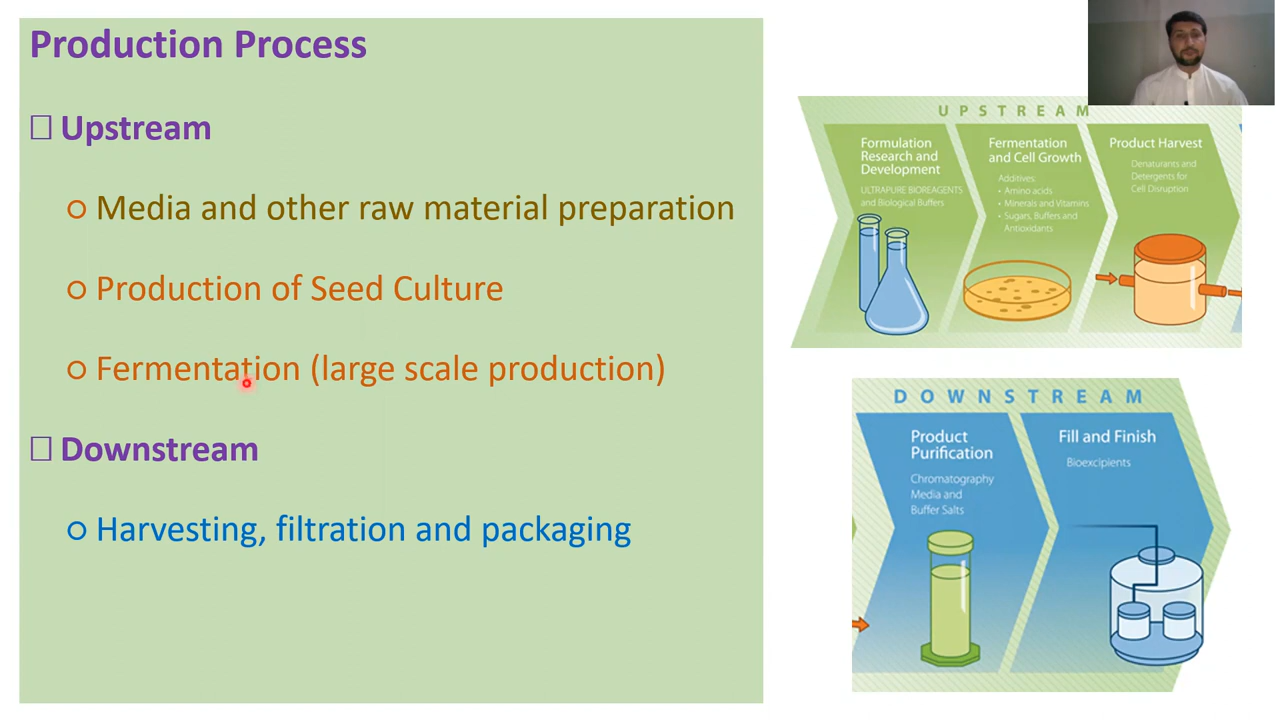 Production Process
Upstream
Media and other raw material preparation
Production of Seed Culture
Fermentation (large scale production)
Downstream
Harvesting, filtration and packaging
UPSTREAM
Formulation
Research and
Development
ULTRAPURE BIOREAGENTS
and Biological Buffers
Fermentation
and Cell Growth
Additives:
• Amino acids
• Minerals and Vitamins
• Sugars, Buffers and
Antioxidants
Product Harvest
Denaturants and
Detergents for
Cell Disruption
DOWNSTREAM
Product
Purification
Chromatography
Media and
Buffer Salts
Fill and Finish
Bioexcipients